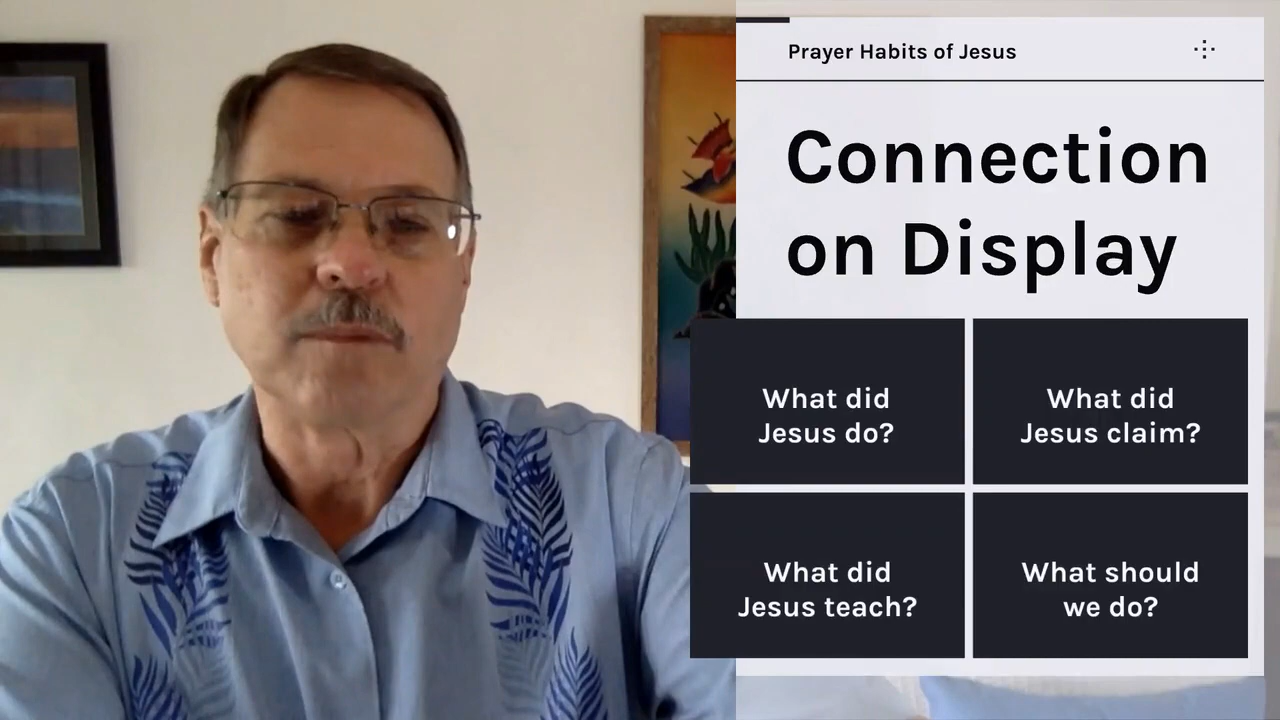 Prayer Habits of Jesus
Connection
on Display
What did
Jesus do?
What did
Jesus claim?
What did
Jesus teach?
What should
we do?